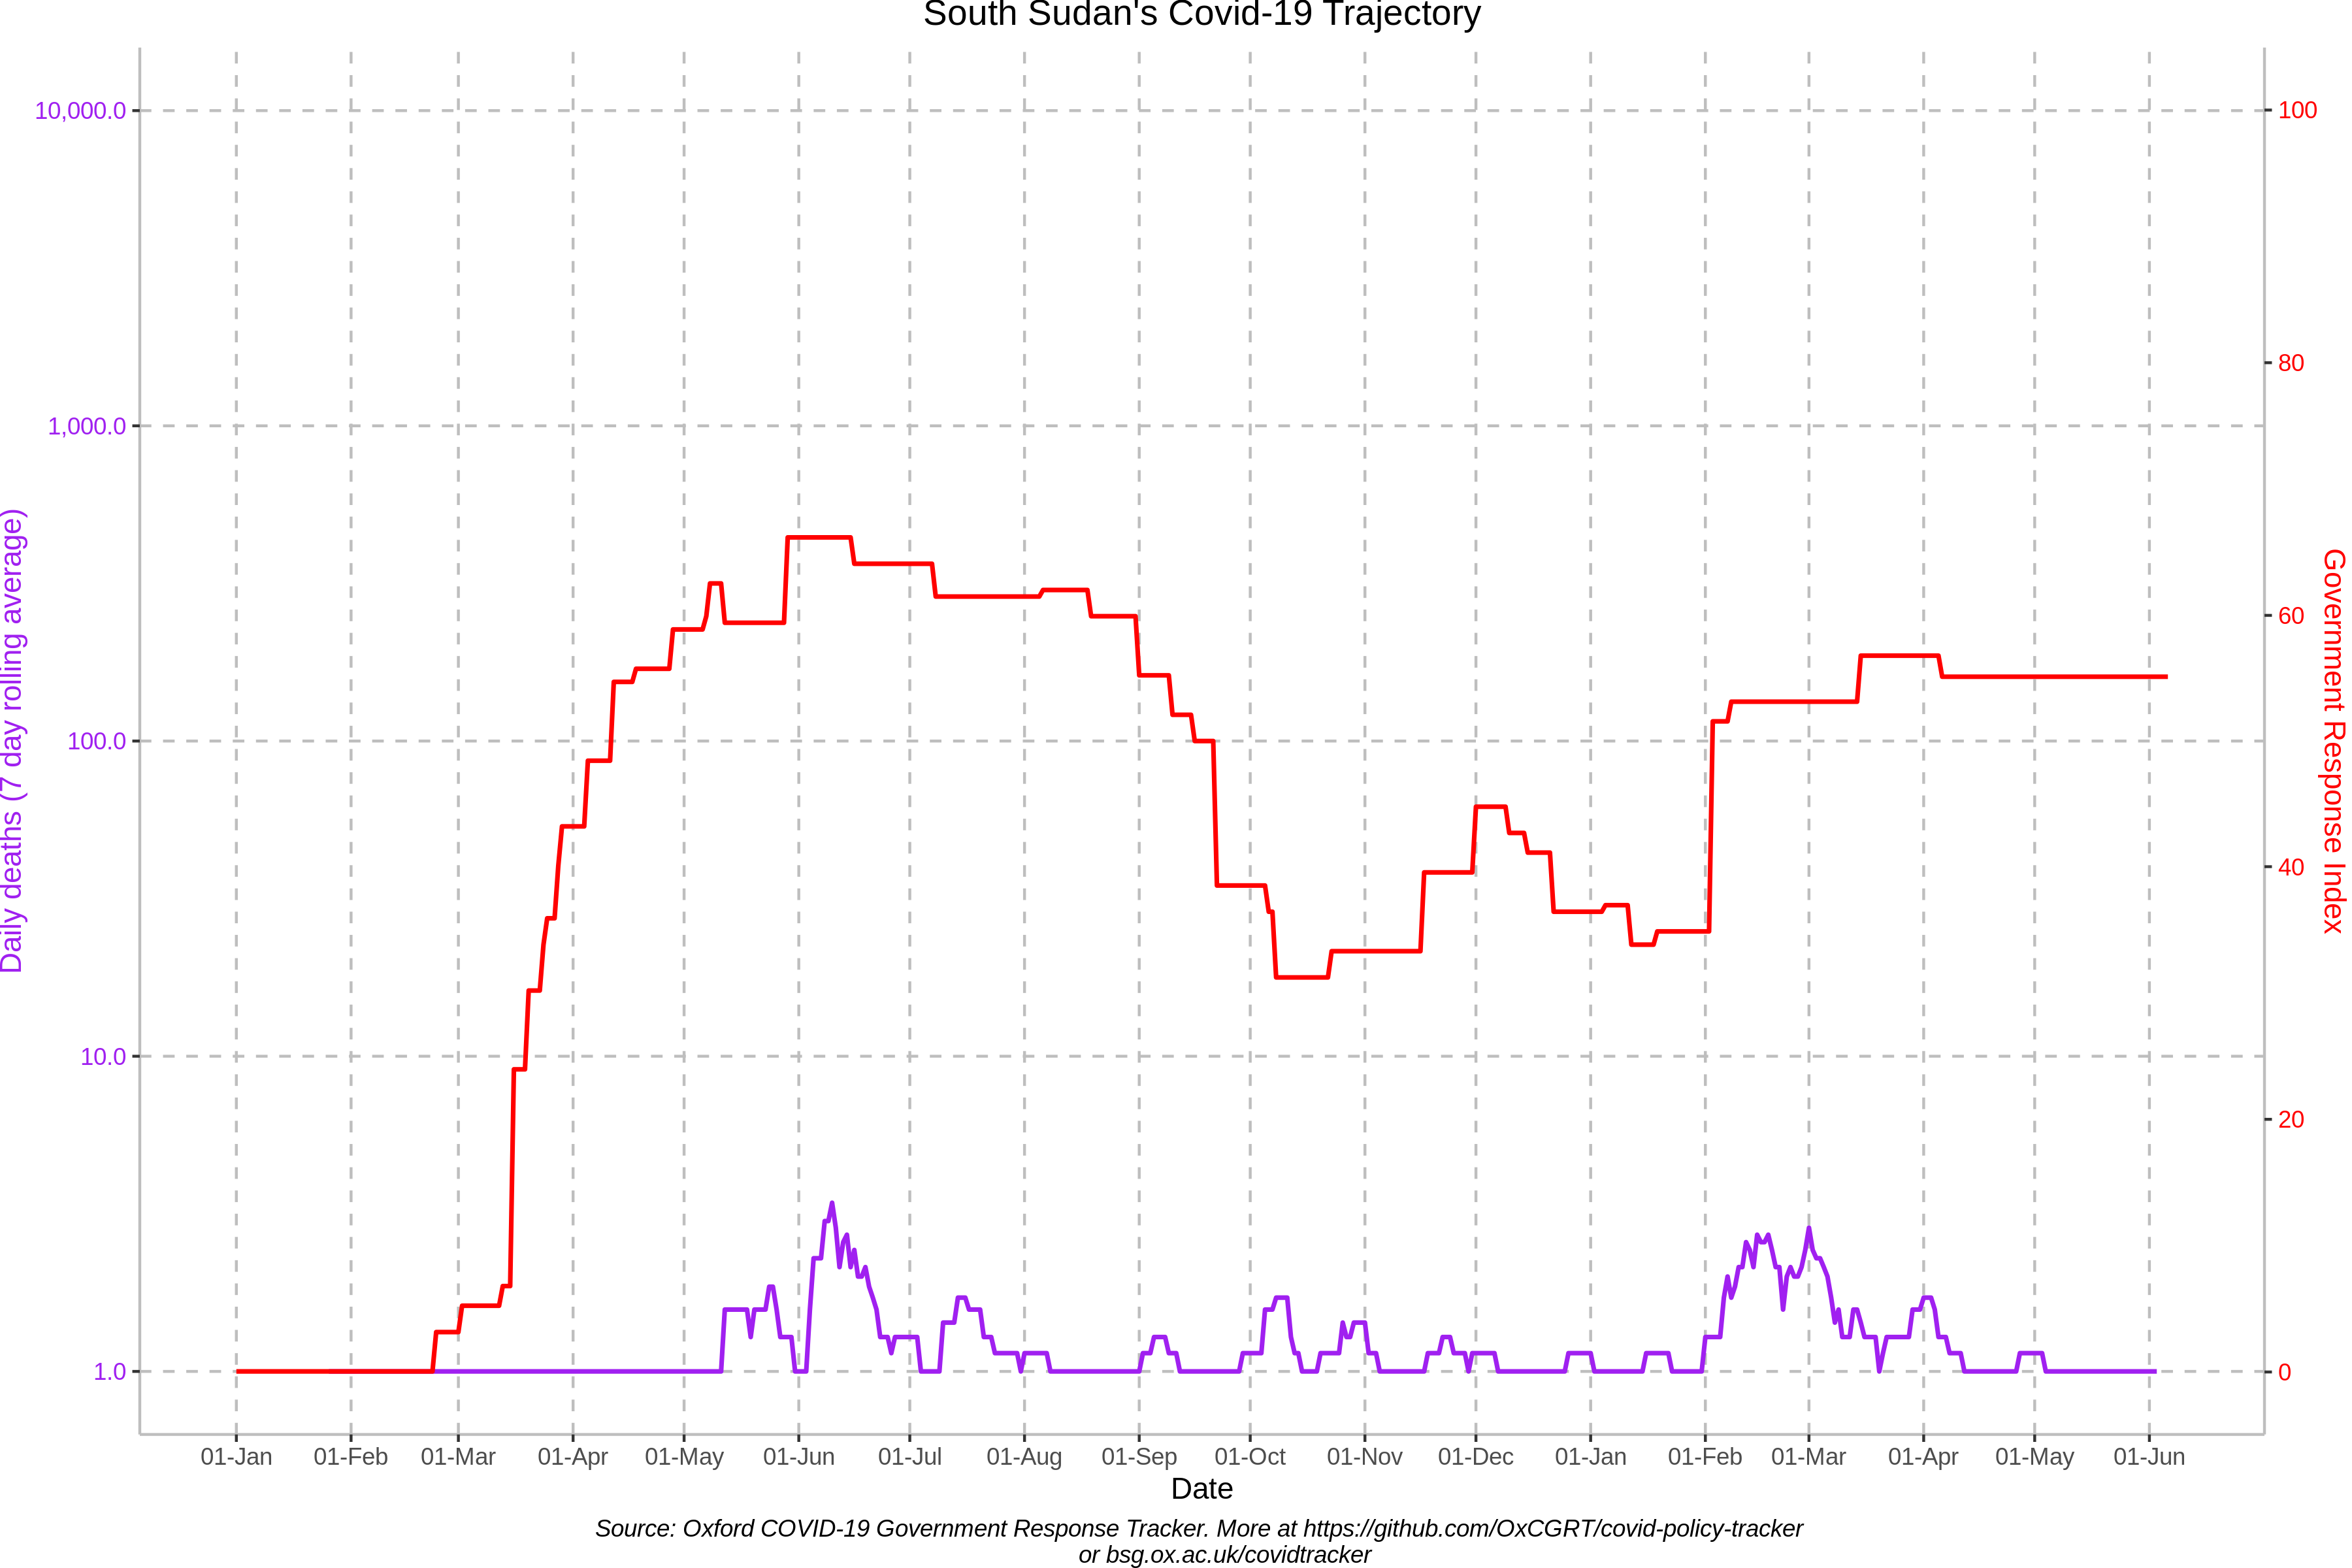 South Sudan's Covid-19 Trajectory
10,000.0
1,000.0
100.0
10.0
1.0
Daily deaths (7 day rolling average)
100
80
60
40
20
0
Government Response Index
01-Jan 01-Feb 01-Mar 01-Apr 01-May 01-Jun 01-Jul 01-Aug 01-Sep 01-Oct 01-Nov 01-Dec 01-Jan 01-Feb 01-Mar 01-Apr 01-May 01-Jun
Date
Source: Oxford COVID-19 Government Response Tracker. More at https://github.com/OxCGRT/covid-policy-tracker
or bsg.ox.ac.uk/covidtracker